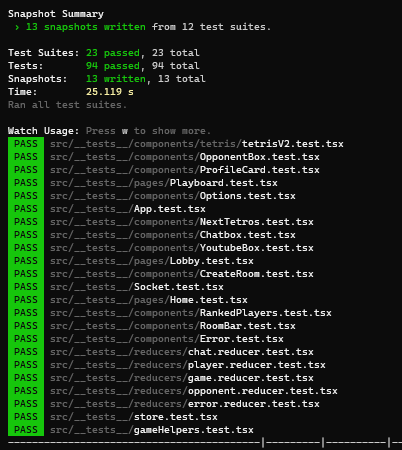 Snapshot Summary
› 13 snapshots written from 12 test suites.
Test Suites: 23 passed, 23 total
Tests: 94 passed, 94 total
Snapshots: 13 written, 13 total
Time: 25.119 s
Ran all test suites.
Watch Usage: Press w to show more.
PASS src/__tests__/components/tetris/tetrisV2.test.tsx
PASS src/__tests__/components/OpponentBox.test.tsx
PASS src/__tests__/components/ProfileCard.test.tsx
PASS src/__tests__/pages/Playboard.test.tsx
PASS src/__tests__/components/Options.test.tsx
PASS src/__tests__/App.test.tsx
PASS src/__tests__/components/NextTetros.test.tsx
PASS src/__tests__/components/Chatbox.test.tsx
PASS src/__tests__/components/YoutubeBox.test.tsx
PASS src/__tests__/pages/Lobby.test.tsx
PASS src/__tests__/components/CreateRoom.test.tsx
PASS src/__tests__/Socket.test.tsx
PASS src/__tests__/pages/Home.test.tsx
PASS src/__tests__/components/RankedPlayers.test.tsx
PASS src/__tests__/components/RoomBar.test.tsx
PASS src/__tests__/components/Error.test.tsx
PASS src/__tests__/reducers/chat.reducer.test.tsx
PASS src/__tests__/reducers/player.reducer.test.tsx
PASS src/__tests__/reducers/game.reducer.test.tsx
PASS src/__tests__/reducers/opponent.reducer.test.tsx
PASS src/__tests__/reducers/error.reducer.test.tsx
PASS src/__tests__/store.test.tsx
PASS src/__tests__/gameHelpers.test.tsx